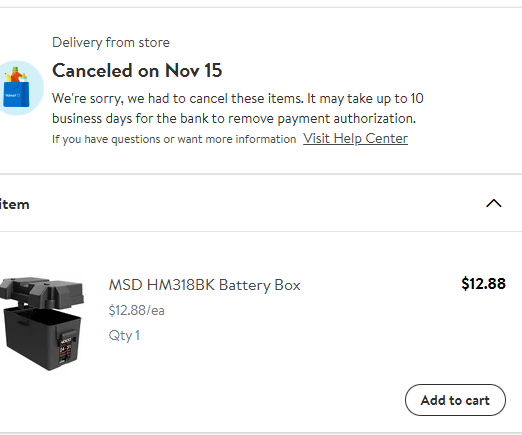 Delivery from store
Canceled on Nov 15
We're sorry, we had to cancel these items. It may take up to 10
business days for the bank to remove payment authorization.
If you have questions or want more information Visit Help Center
item
MSD HM318BK Battery Box
$12.88
$12.88/ea
Qty 1
Add to cart